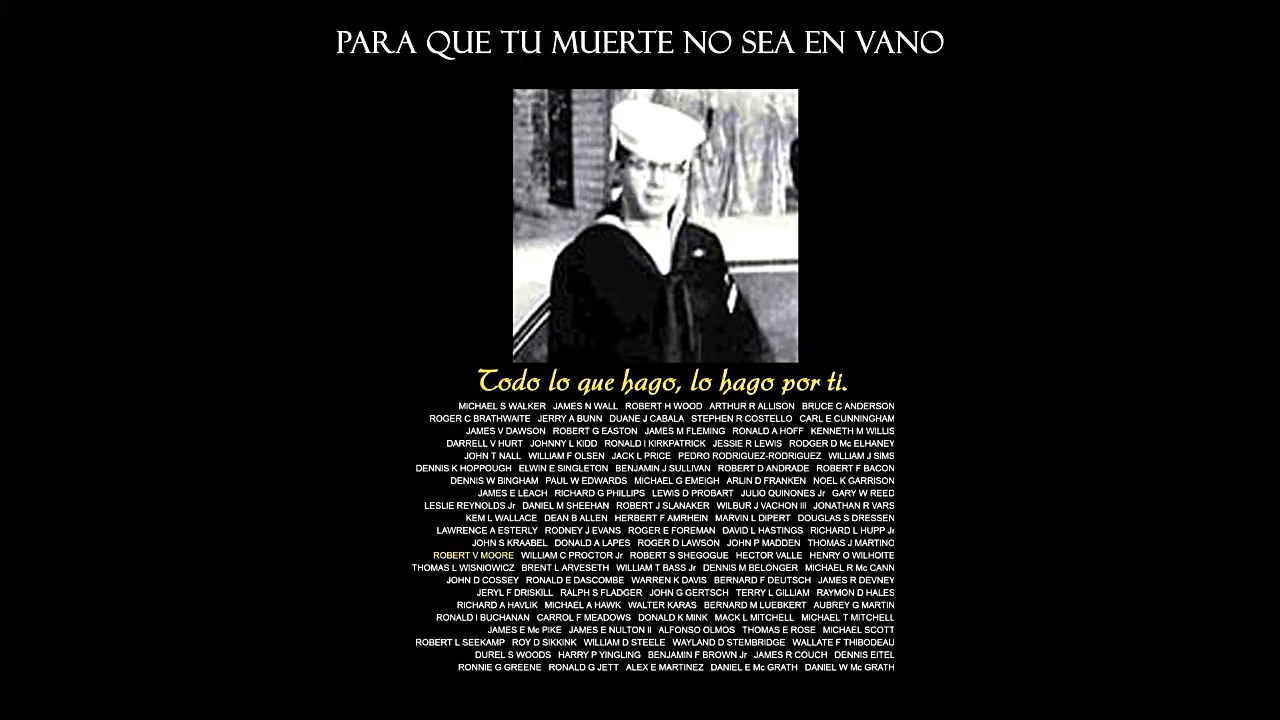 PARA QUE TU MUERTE NO SEA EN VANO
Todo lo que hago, lo hago por ti.
MICHAEL S WALKER JAMES N WALL ROBERT H WOOD ARTHUR R ALLISON BRUCE C ANDERSON
ROGER C BRATHWAITE JERRY A BUNN DUANE J CABALA STEPHEN R COSTELLO CARL E CUNNINGHAM
JAMES V DAWSON ROBERT G EASTON JAMES M FLEMING RONALD A HOFF KENNETH M WILLIS
DARRELL V HURT JOHNNY L KIDD RONALD I KIRKPATRICK JESSIE R LEWIS RODGER D Mc ELHANEY
JOHN T NALL WILLIAM F OLSEN JACK L PRICE PEDRO RODRIGUEZ-RODRIGUEZ WILLIAM J SIMS
DENNIS K HOPPOUGH ELWIN E SINGLETON BENJAMIN J SULLIVAN ROBERT D ANDRADE ROBERT F BACON
DENNIS W BINGHAM PAUL W EDWARDS MICHAEL G EMEIGH ARLIN D FRANKEN NOEL K GARRISON
JAMES E LEACH RICHARD G PHILLIPS LEWIS D PROBART JULIO QUINONES Jr GARY W REED
LESLIE REYNOLDS Jr DANIEL M SHEEHAN ROBERT J SLANAKER WILBUR J VACHON III JONATHAN R VARS
KEM L WALLACE DEAN B ALLEN HERBERT F AMRHEIN MARVIN L DIPERT DOUGLAS S DRESSEN
LAWRENCE A ESTERLY RODNEY J EVANS ROGER E FOREMAN DAVID L HASTINGS RICHARD L HUPP Jr
JOHN S KRAABEL DONALD A LAPES ROGER D LAWSON JOHN P MADDEN THOMAS J MARTINO
ROBERT V MOORE WILLIAM C PROCTOR Jr ROBERT S SHEGOGUE HECTOR VALLE HENRY O WILHOITE
THOMAS L WISNIOWICZ BRENT L ARVESETH WILLIAM T BASS Jr DENNIS M BELONGER MICHAEL R Mc CANN
JOHN D COSSEY RONALD E DASCOMBE WARREN K DAVIS BERNARD F DEUTSCH JAMES R DEVNEY
JERYL F DRISKILL RALPH S FLADGER JOHN G GERTSCH TERRY L GILLIAM RAYMON D HALES
RICHARD A HAVLIK MICHAEL A HAWK WALTER KARAS BERNARD M LUEBKERT AUBREY G MARTIN
RONALD I BUCHANAN CARROL F MEADOWS DONALD K MINK MACK L MITCHELL MICHAEL T MITCHELL
JAMES E Mc PIKE JAMES E NULTON II ALFONSO OLMOS THOMAS E ROSE MICHAEL SCOTT
ROBERT L SEEKAMP ROY D SIKKINK WILLIAM D STEELE WAYLAND D STEMBRIDGE WALLATE F THIBODEAU
DUREL S WOODS HARRY P YINGLING BENJAMIN F BROWN Jr JAMES R COUCH DENNIS EITEL
RONNIE G GREENE RONALD G JETT ALEX E MARTINEZ DANIEL E Mc GRATH DANIEL W Mc GRATH